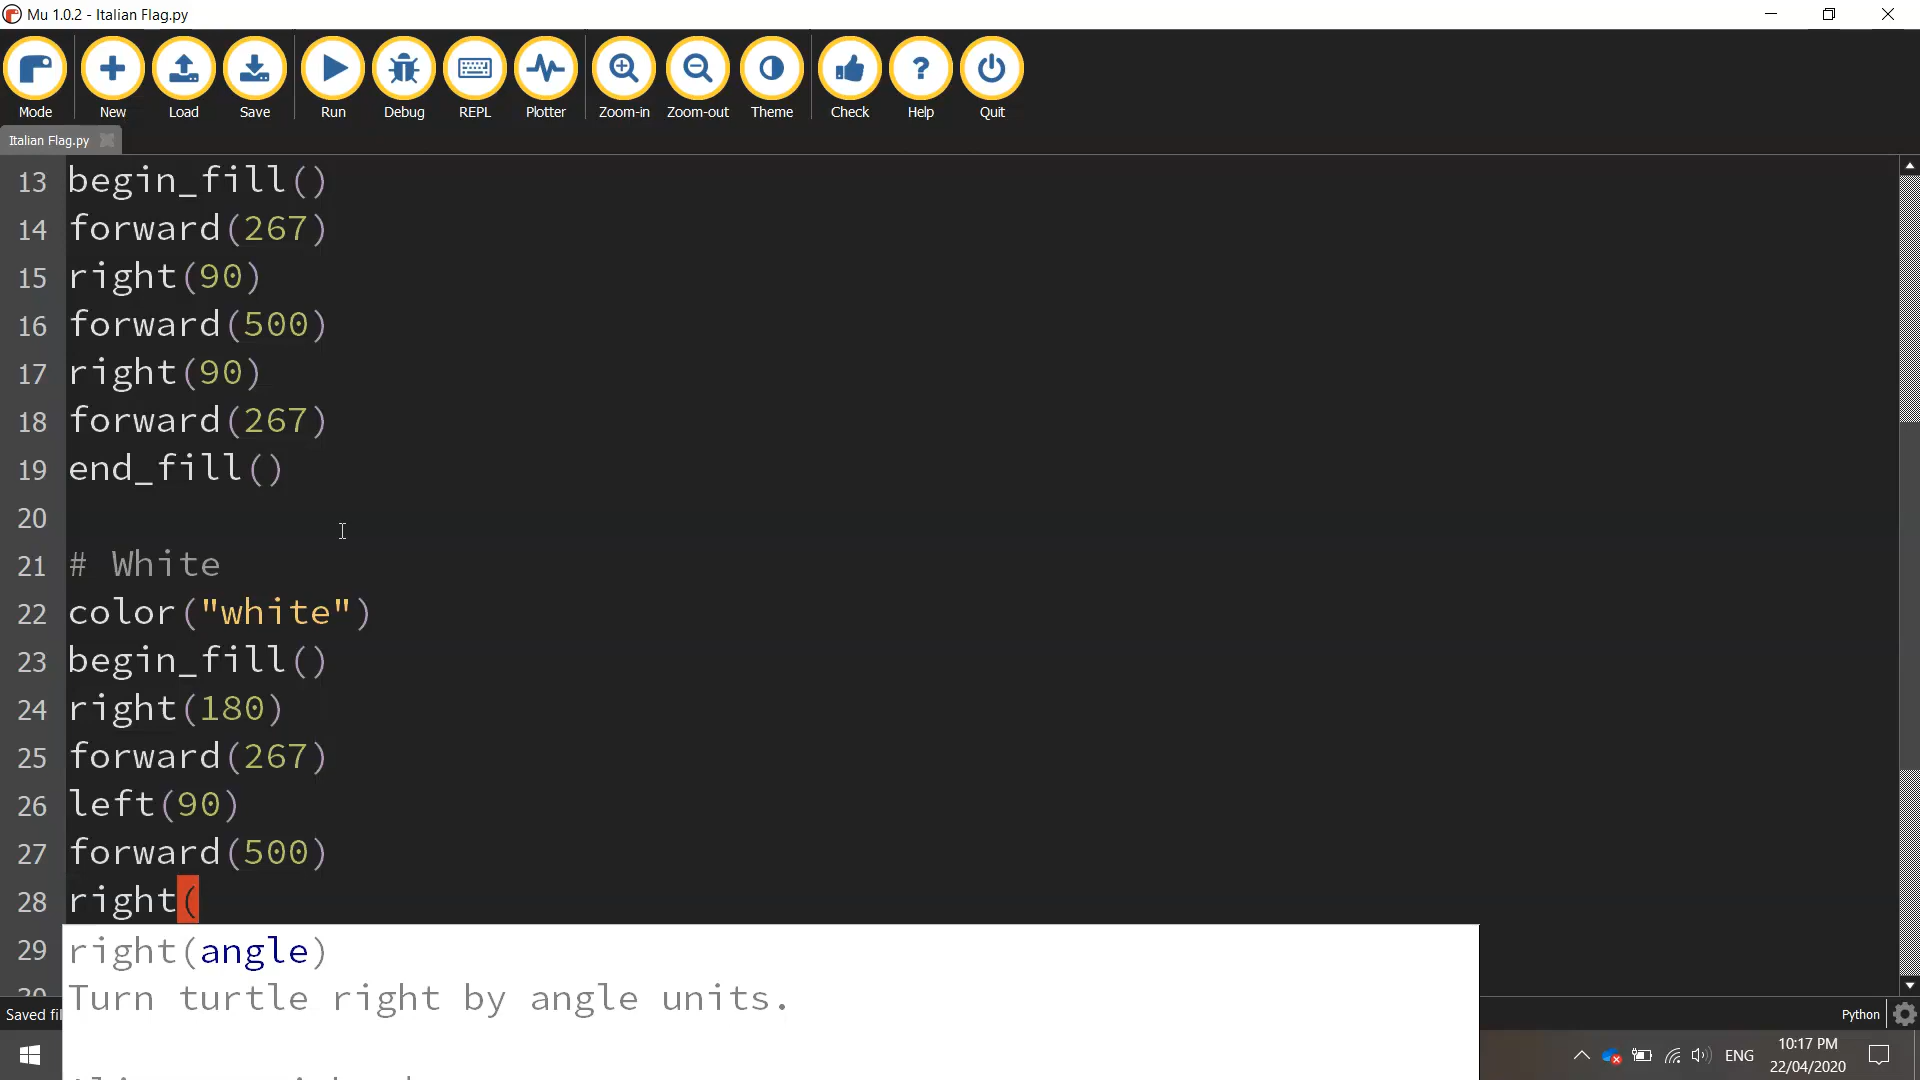 Mu 1.0.2 - Italian Flag.py
Mode New Load Save Run Debug REPL Plotter Zoom-in Zoom-out Theme Check Help Quit
Italian Flag.py
13 begin_fill()
14 forward(267)
15 right(90)
16 forward(500)
17 right(90)
18 forward(267)
19 end_fill()
20
21 # White
22 color("white")
23 begin_fill()
24 right(180)
25 forward(267)
26 left(90)
27 forward(500)
28 right(
29 right(angle)
Turn turtle right by angle units.
Saved
Python
ENG
10:17 PM
22/04/2020